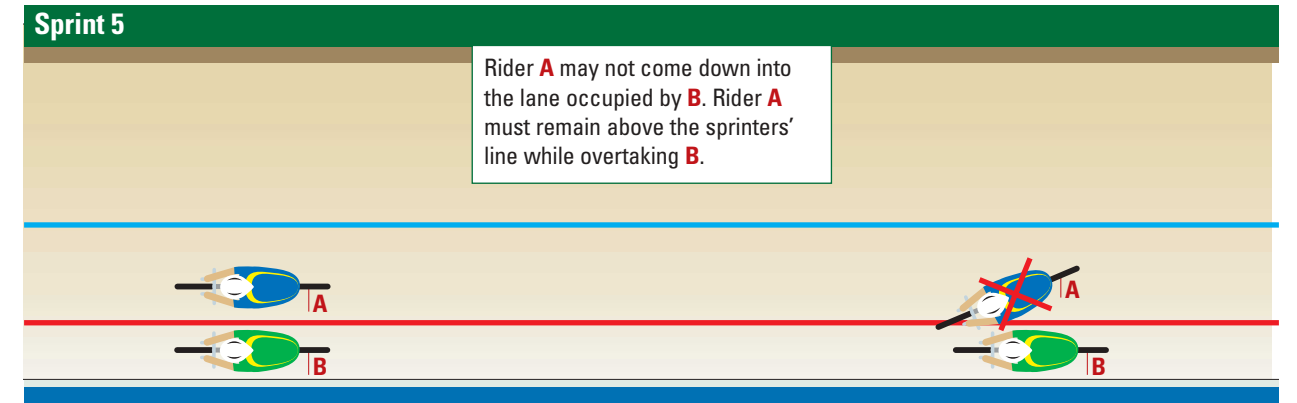 Sprint 5
Rider A may not come down into
the lane occupied by B. Rider A
must remain above the sprinters’
line while overtaking B.
A
A
B
B